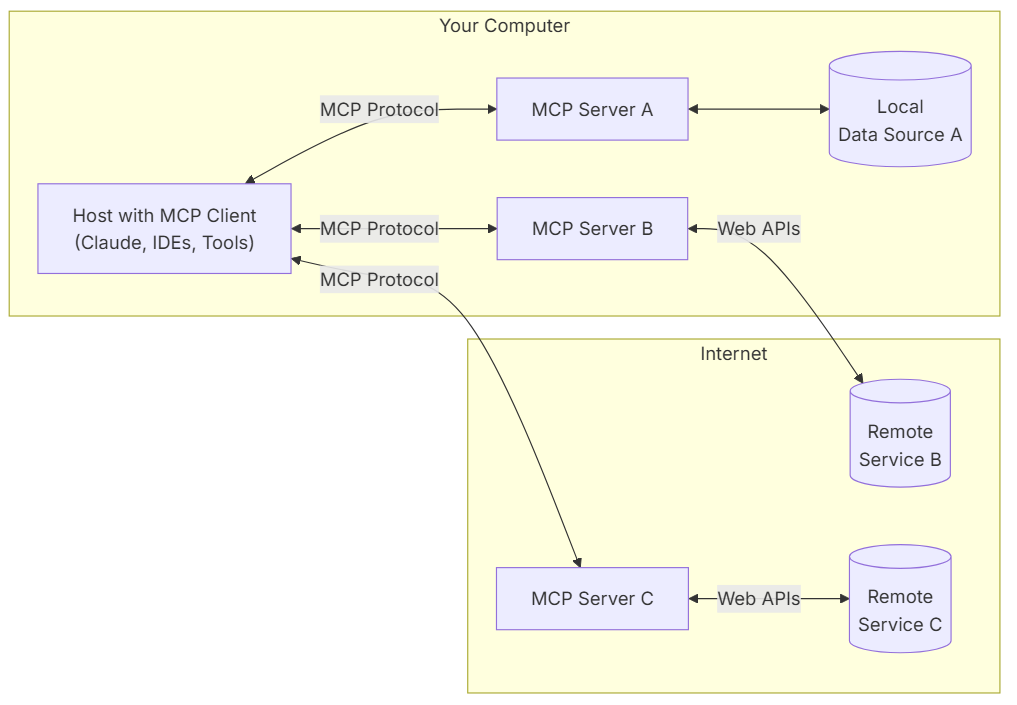 Your Computer
MCP Protocol
MCP Server A
Local
Data Source A
Host with MCP Client
(Claude, IDEs, Tools)
MCP Protocol
MCP Server B
Web APIs
MCP Protocol
Internet
Remote
Service B
MCP Server C
Web APIs
Remote
Service C